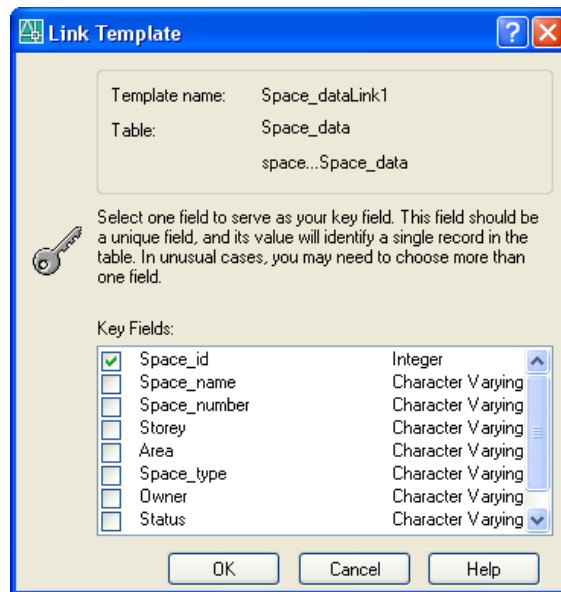 Link Template
Template name: Space_dataLink1
Table: Space_data
space...Space_data
Select one field to serve as your key field. This field should be
a unique field, and its value will identify a single record in the
table. In unusual cases, you may need to choose more than
one field.
Key Fields:
Space_id Integer
Space_name Character Varying
Space_number Character Varying
Storey Character Varying
Area Character Varying
Space_type Character Varying
Owner Character Varying
Status Character Varying
OK Cancel Help